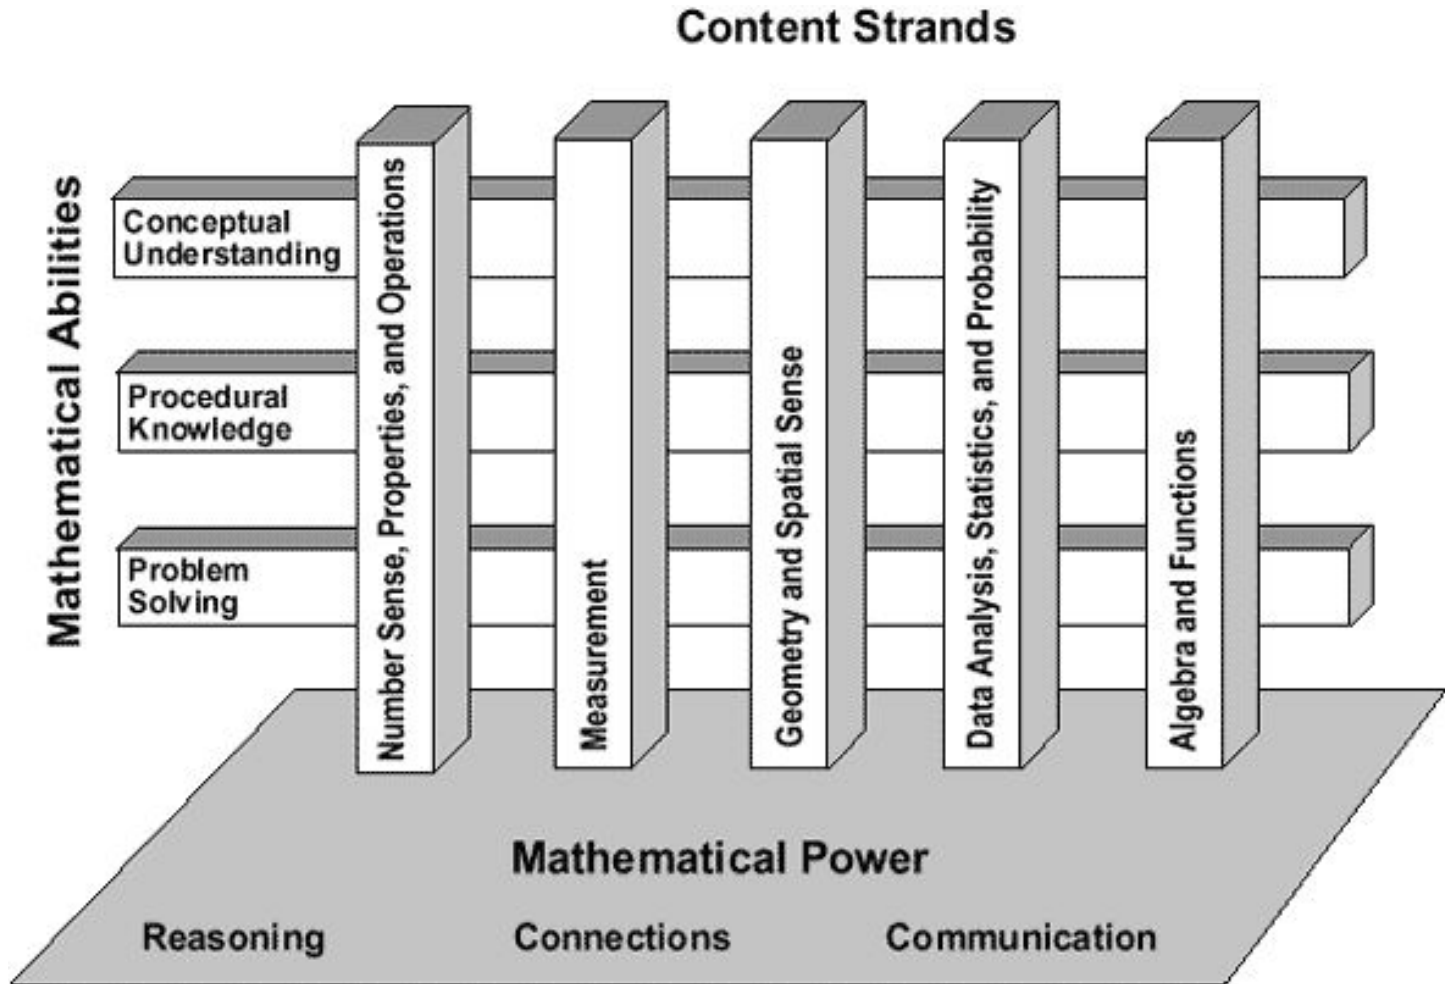 Content Strands
Mathematical Abilities
Conceptual
Understanding
Procedural
Knowledge
Problem
Solving
Number Sense, Properties, and Operations
Measurement
Geometry and Spatial Sense
Data Analysis, Statistics, and Probability
Algebra and Functions
Mathematical Power
Reasoning
Connections
Communication